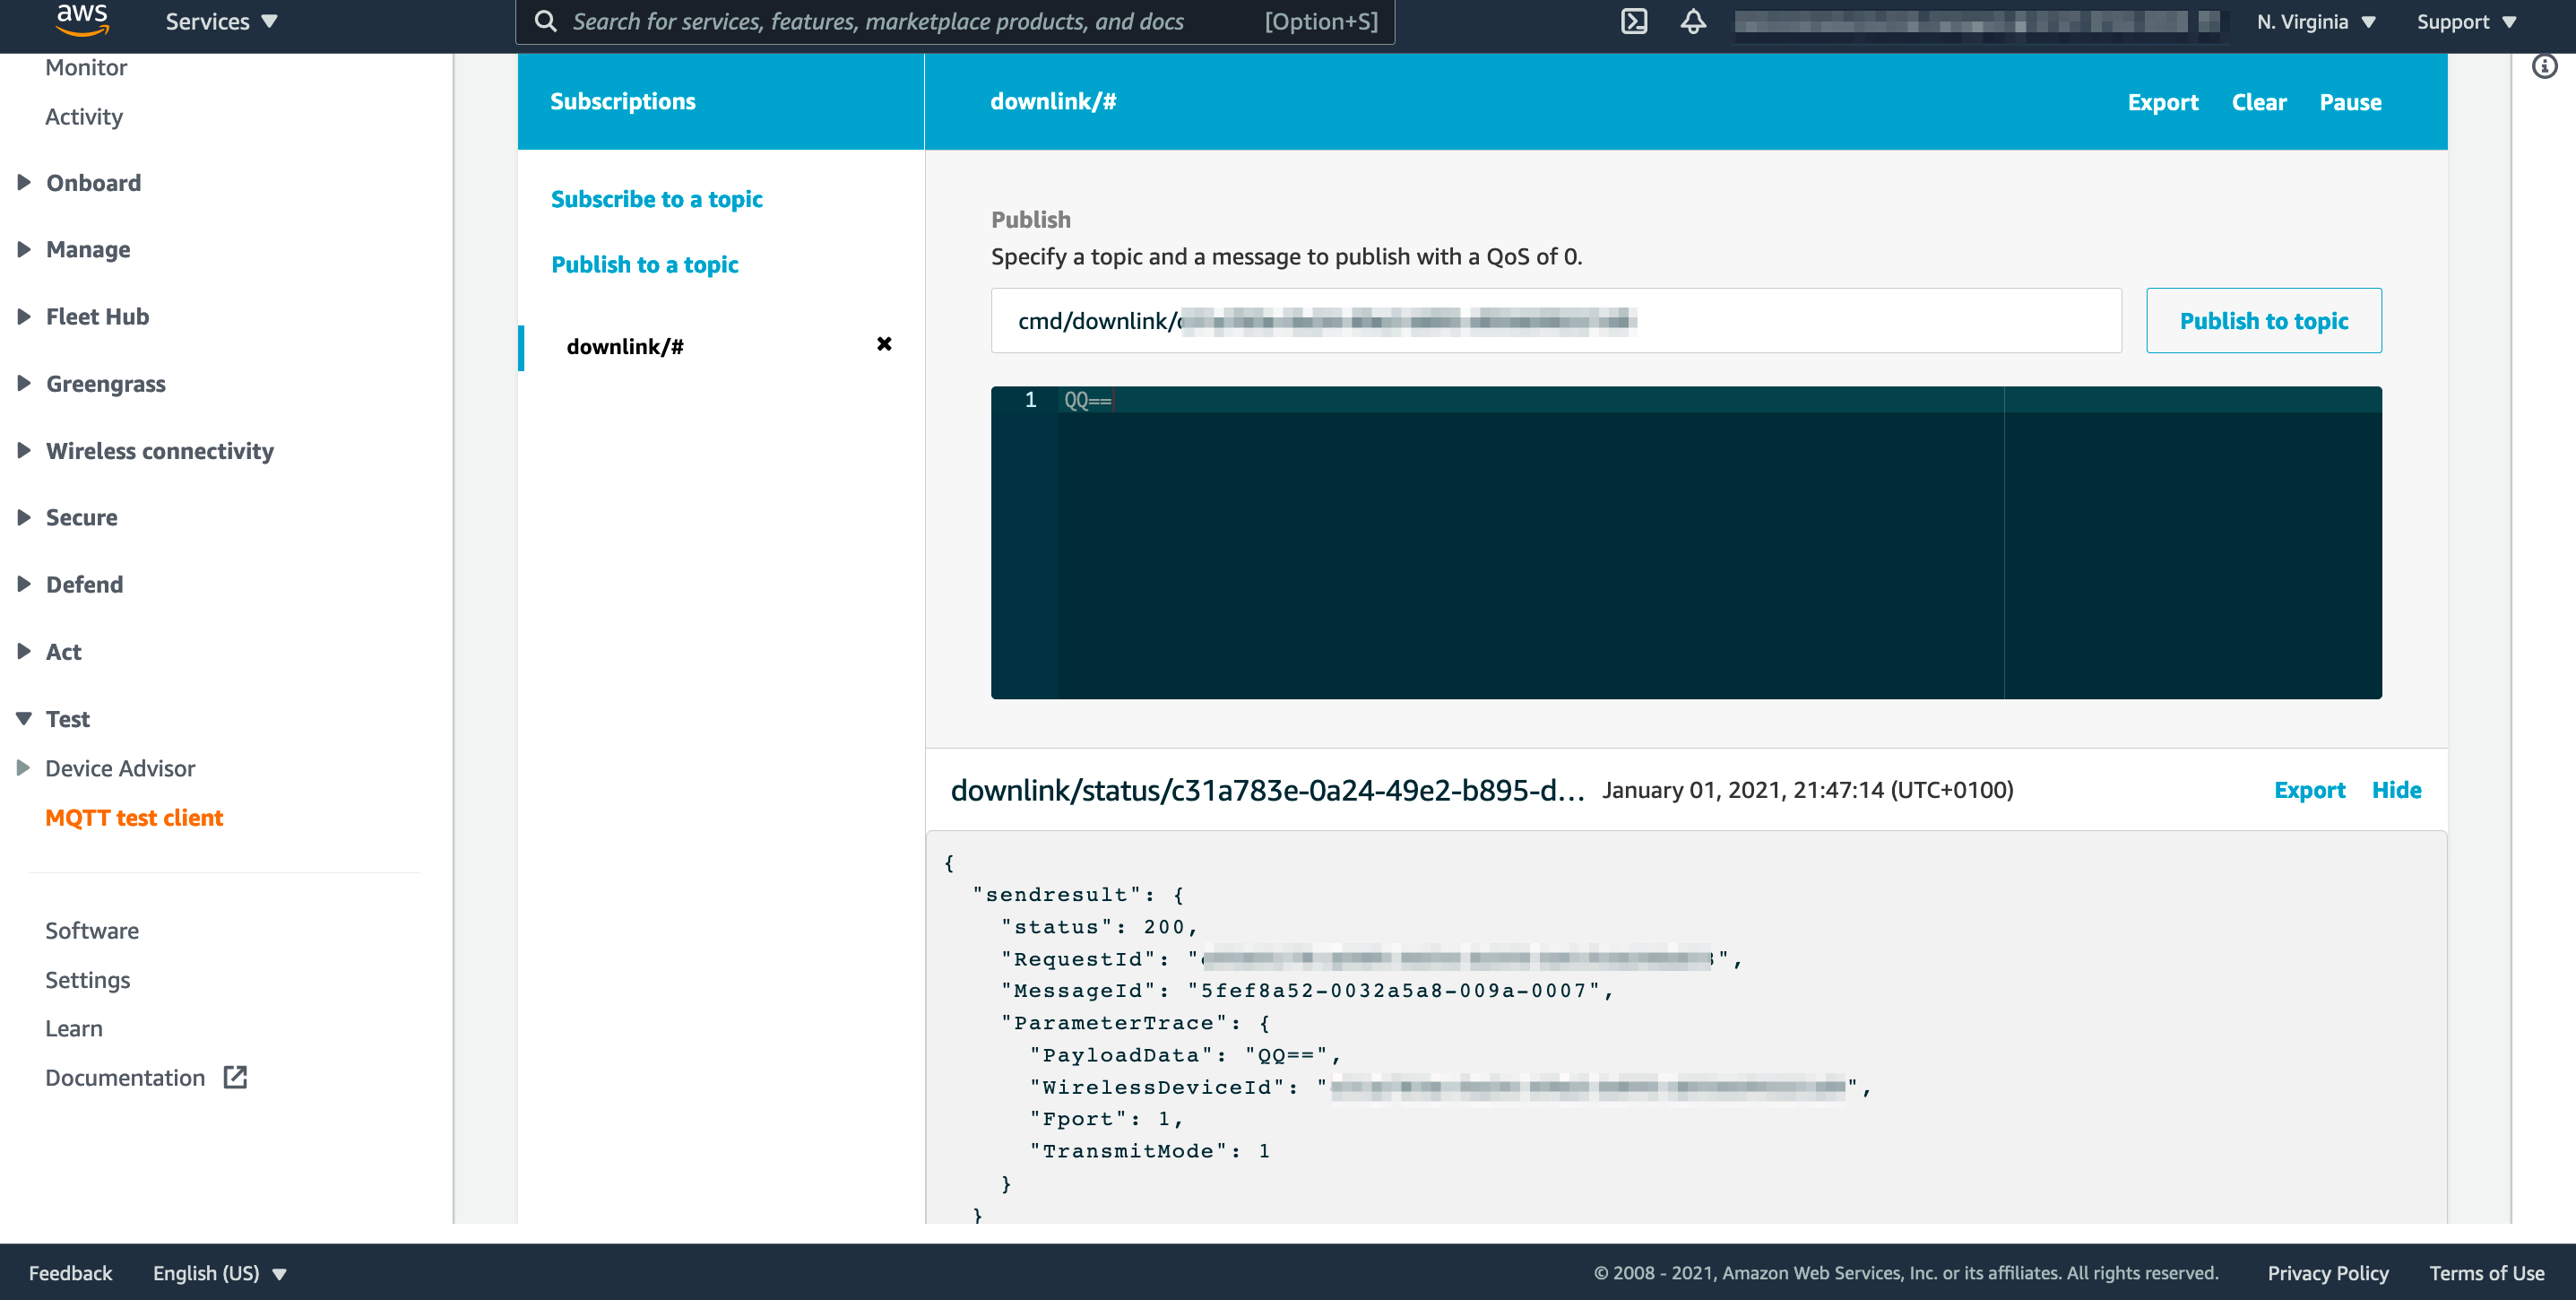 aws
Services
Search for services, features, marketplace products, and docs [Option+S]
N. Virginia
Support
Monitor
Activity
Onboard
Manage
Fleet Hub
Greengrass
Wireless connectivity
Secure
Defend
Act
Test
Device Advisor
MQTT test client
Software
Settings
Learn
Documentation
Subscriptions
Subscribe to a topic
Publish to a topic
downlink/#
downlink/#
Export Clear Pause
Publish
Specify a topic and a message to publish with a QoS of 0.
cmd/downlink/
Publish to topic
1 QQ==
downlink/status/c31a783e-0a24-49e2-b895-d... January 01, 2021, 21:47:14 (UTC+0100)
Export Hide
{
"sendresult": {
"status": 200,
"RequestId": "
",
"MessageId": "5fef8a52-0032a5a8-009a-0007",
"ParameterTrace": {
"PayloadData": "QQ==",
"WirelessDeviceId": "
",
"Fport": 1,
"TransmitMode": 1
}
}
Feedback
English (US)
© 2008 - 2021, Amazon Web Services, Inc. or its affiliates. All rights reserved.
Privacy Policy
Terms of Use